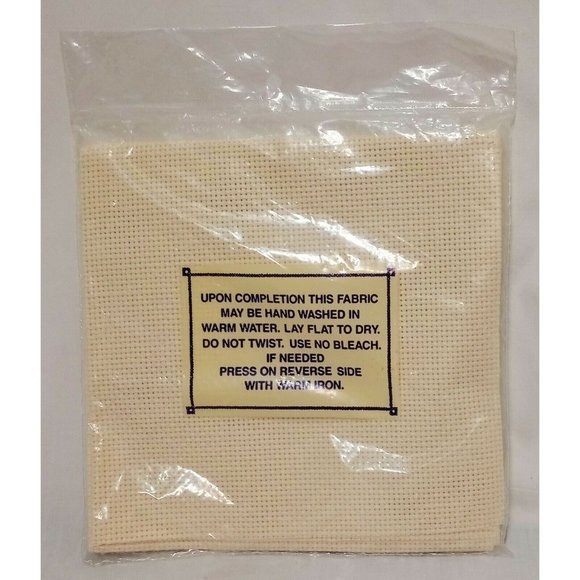 UPON COMPLETION THIS FABRIC
MAY BE HAND WASHED IN
WARM WATER. LAY FLAT TO DRY.
DO NOT TWIST. USE NO BLEACH.
IF NEEDED
PRESS ON REVERSE SIDE
WITH WARM IRON.